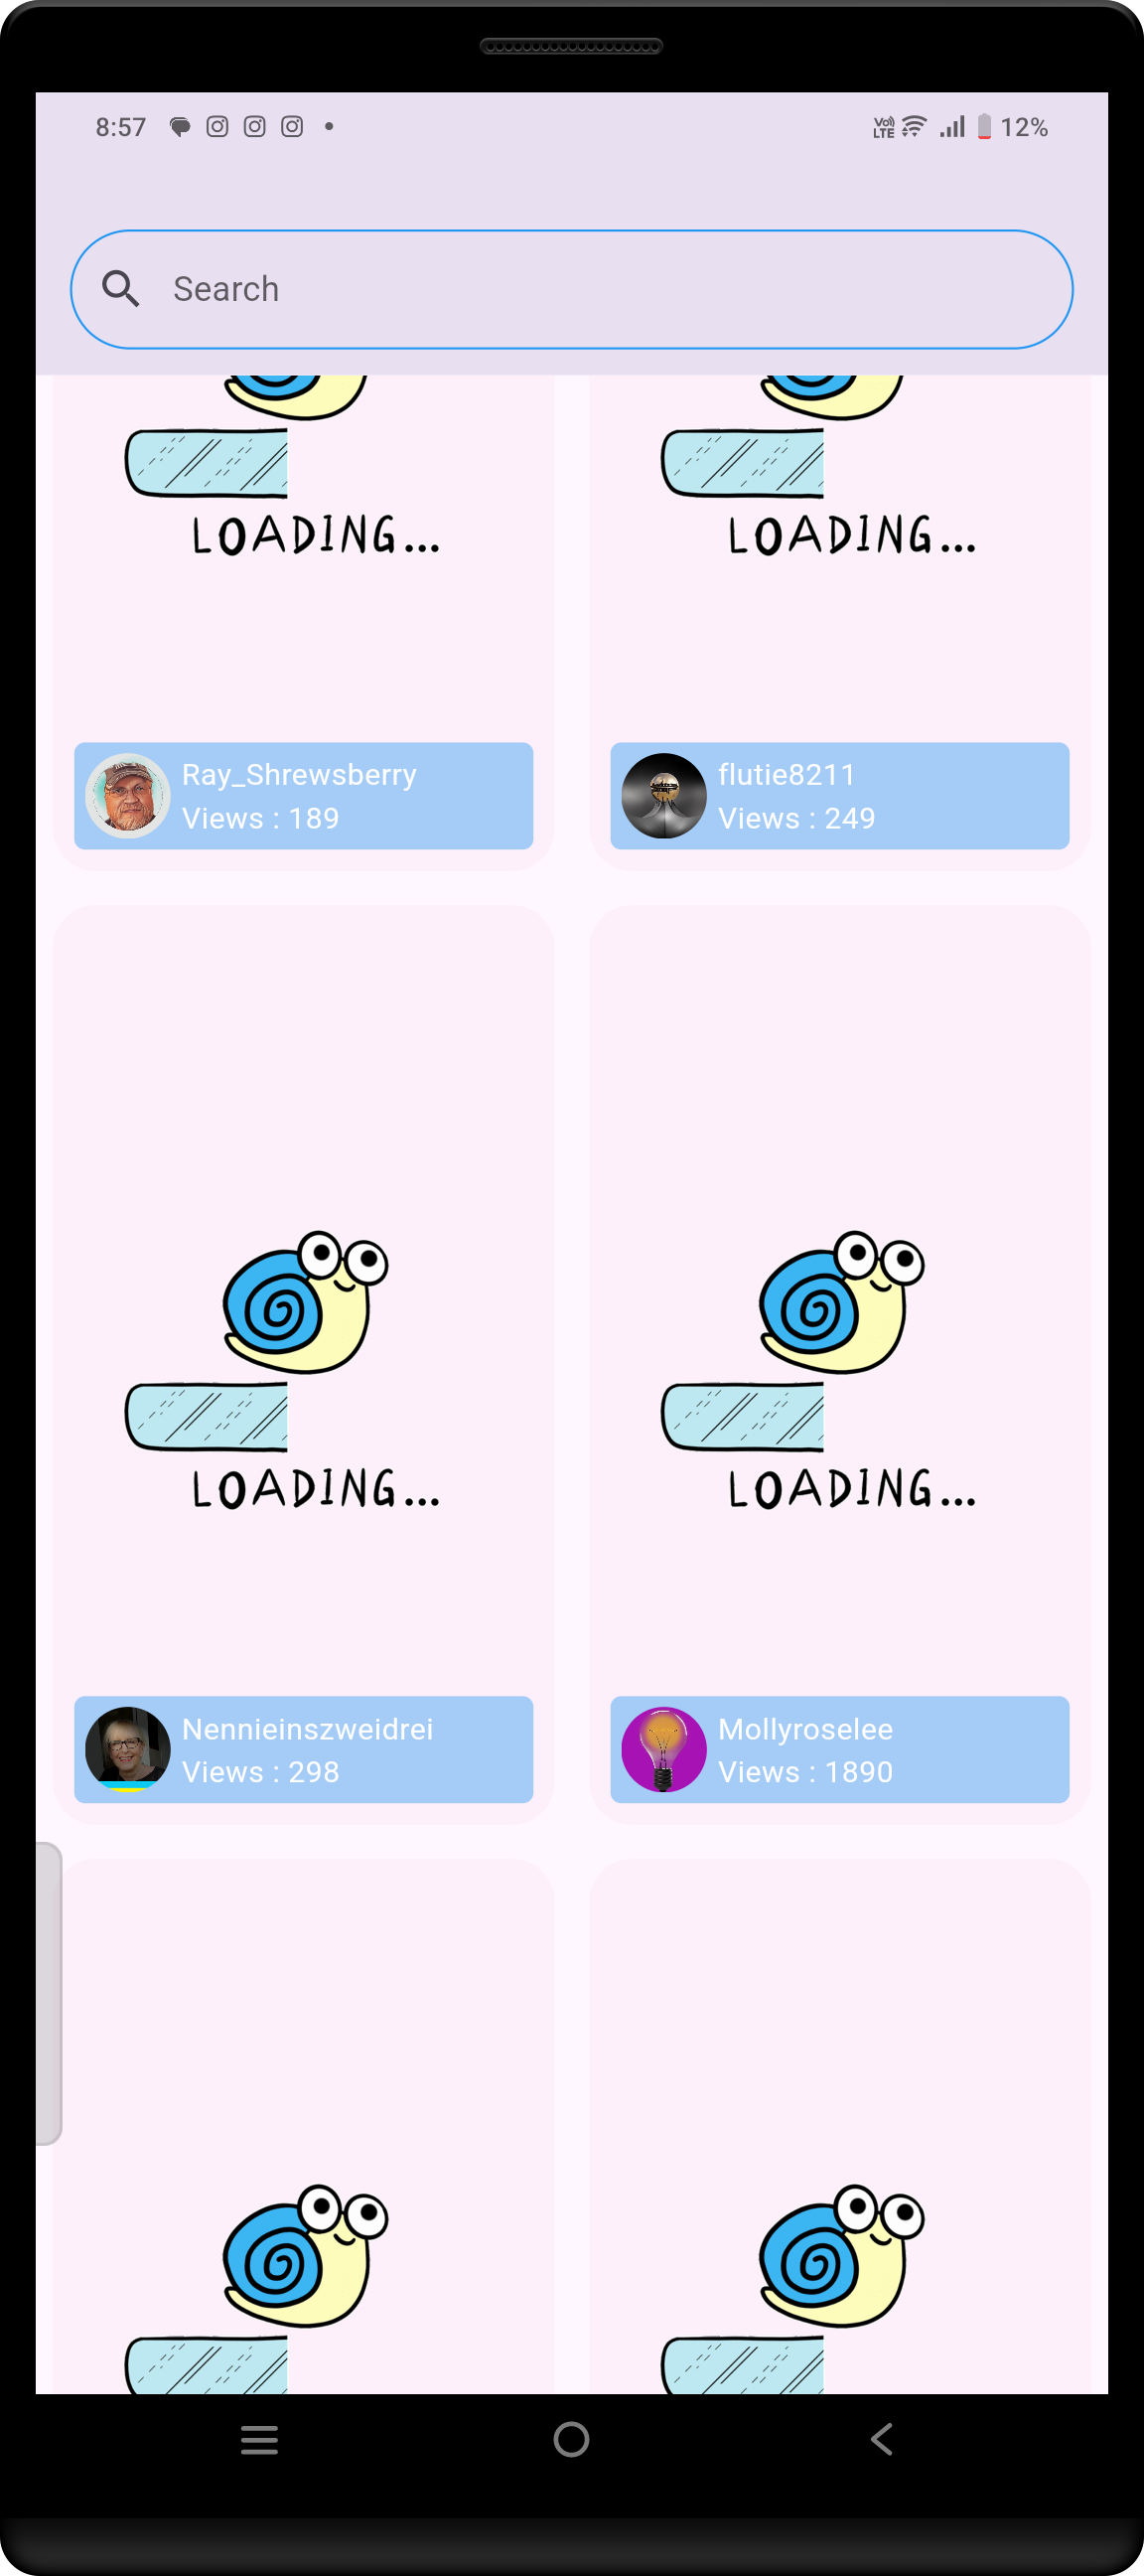 8:57
Vo) LTE 12%
Search
LOADING...
LOADING...
Ray_Shrewsberry
Views : 189
flutie8211
Views : 249
LOADING...
LOADING...
Nennieinszweidrei
Views : 298
Mollyroselee
Views : 1890